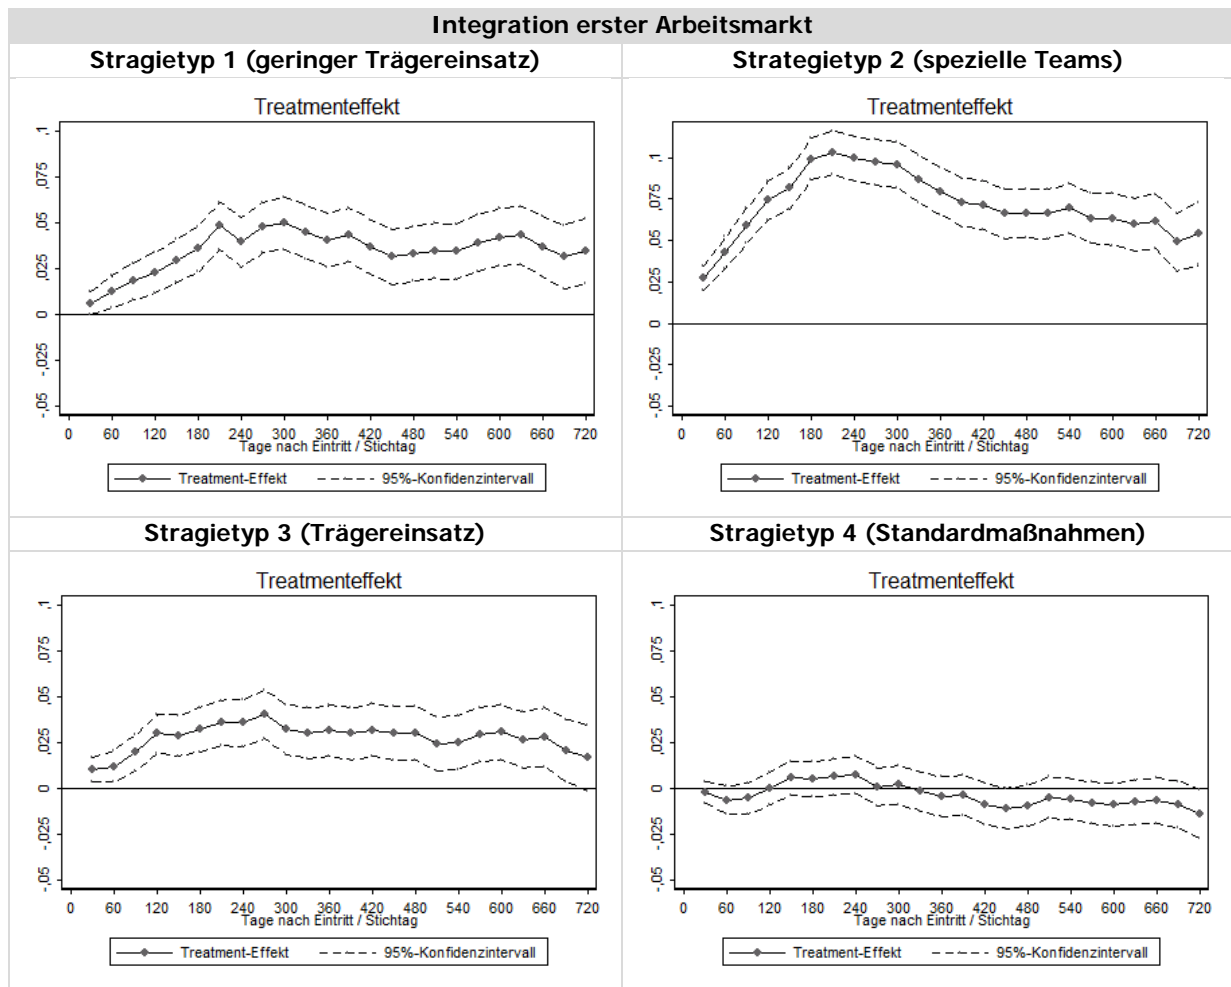 Integration erster Arbeitsmarkt
Stragietyp 1 (geringer Trägereinsatz)
Strategietyp 2 (spezielle Teams)
Treatmenteffekt
,1
,075
,05
,025
0
-,025
-,05
0 60 120 180 240 300 360 420 480 540 600 660 720
Tage nach Eintritt / Stichtag
Treatment-Effekt 95%-Konfidenzintervall
Treatmenteffekt
,1
,075
,05
,025
0
-,025
-,05
0 60 120 180 240 300 360 420 480 540 600 660 720
Tage nach Eintritt / Stichtag
Treatment-Effekt 95%-Konfidenzintervall
Stragietyp 3 (Trägereinsatz)
Stragietyp 4 (Standardmaßnahmen)
Treatmenteffekt
,1
,075
,05
,025
0
-,025
-,05
0 60 120 180 240 300 360 420 480 540 600 660 720
Tage nach Eintritt / Stichtag
Treatment-Effekt 95%-Konfidenzintervall
Treatmenteffekt
,1
,075
,05
,025
0
-,025
-,05
0 60 120 180 240 300 360 420 480 540 600 660 720
Tage nach Eintritt / Stichtag
Treatment-Effekt 95%-Konfidenzintervall